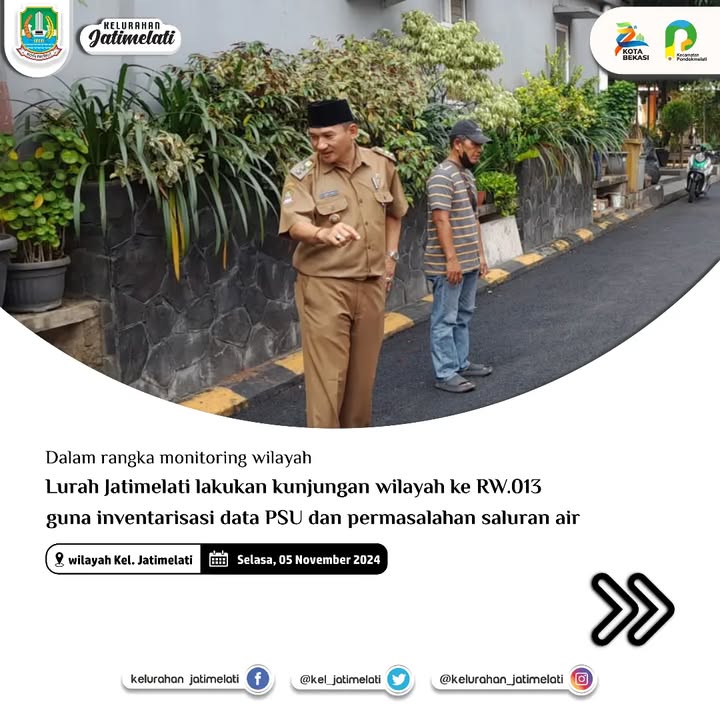 KELURAHAN
Jatimelati
KOTA
BEKASI
Kecamatan
Pondokmelati
Dalam rangka monitoring wilayah
Lurah Jatimelati lakukan kunjungan wilayah ke RW.013
guna inventarisasi data PSU dan permasalahan saluran air
wilayah Kel. Jatimelati
Selasa, 05 November 2024
kelurahan jatimelati
@kel_jatimelati
@kelurahan_jatimelati